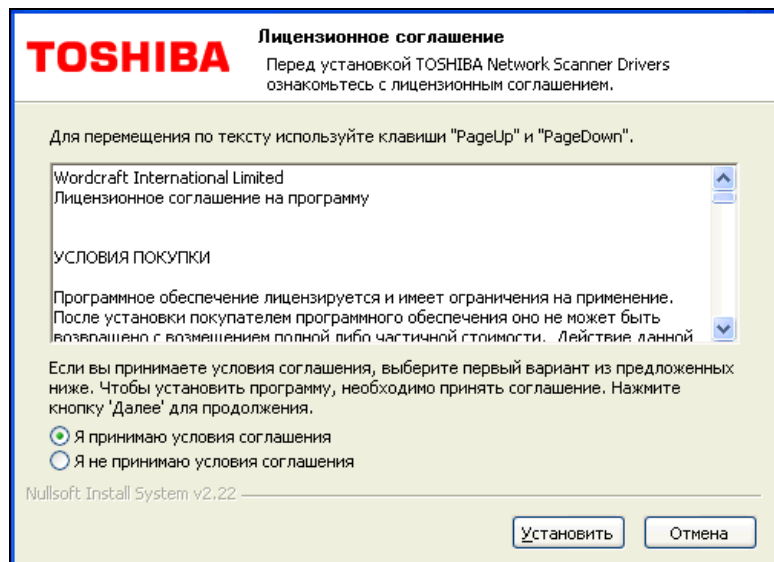 TOSHIBA
Лицензионное соглашение
Перед установкой TOSHIBA Network Scanner Drivers
ознакомьтесь с лицензионным соглашением.
Для перемещения по тексту используйте клавиши "PageUp" и "PageDown".
Wordcraft International Limited
Лицензионное соглашение на программу
УСЛОВИЯ ПОКУПКИ
Программное обеспечение лицензируется и имеет ограничения на применение.
После установки покупателем программного обеспечения оно не может быть
возвращено с возмещением полной либо частичной стоимости. Действие данной
Если вы принимаете условия соглашения, выберите первый вариант из предложенных
ниже. Чтобы установить программу, необходимо принять соглашение. Нажмите
кнопку 'Далее' для продолжения.
Я принимаю условия соглашения
Я не принимаю условия соглашения
Nullsoft Install System v2.22
Установить
Отмена